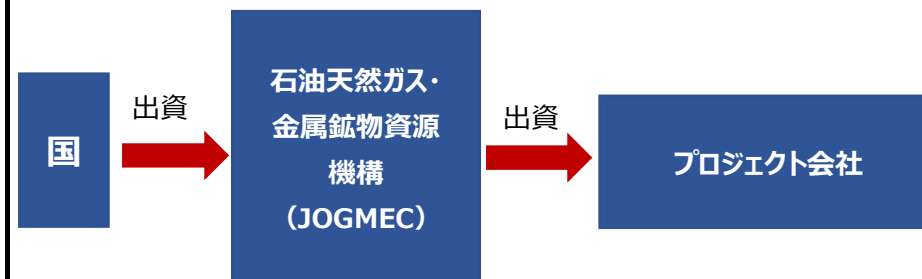 国
出資
石油天然ガス・
金属鉱物資源
機構
（JOGMEC）
出資
プロジェクト会社